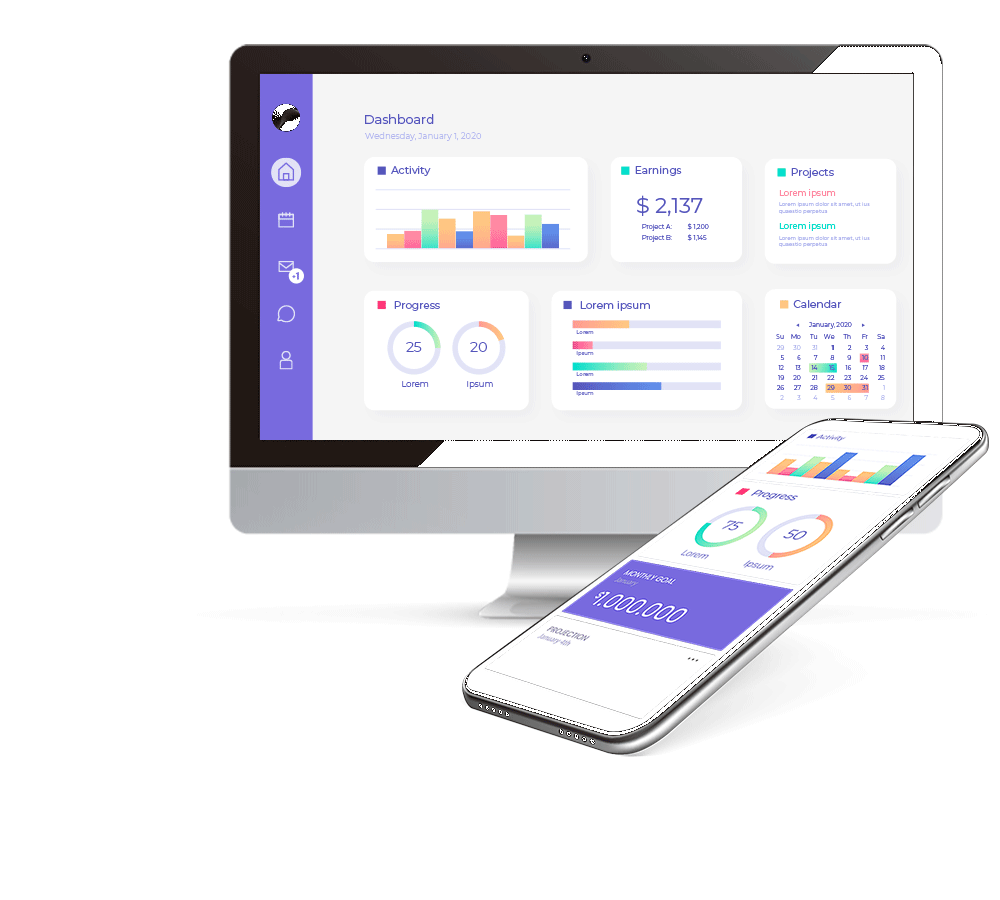 Dashboard
Wednesday, January 1, 2020
Activity
Earnings
$ 2,137
Project A: $ 1,200
Project B: $ 1,145
Projects
Lorem ipsum
Lorem ipsum dolor sit amet, ut ius
quaestio perpetua
Lorem ipsum
Lorem ipsum dolor sit amet, ut ius
quaestio perpetua
+1
Progress
25
20
Lorem
Ipsum
Lorem ipsum
Lorem
Ipsum
Lorem
Ipsum
Calendar
January, 2020
Su Mo Tu We Th Fr Sa
29 30 31 1 2 3 4
5 6 7 8 9 10 11
12 13 14 15 16 17 18
19 20 21 22 23 24 25
26 27 28 29 30 31 1
2 3 4 5 6 7 8
Activity
Progress
75
50
Lorem
Ipsum
MONTHLY GOAL
January
$1.000.000
PROJECTION
January 4th